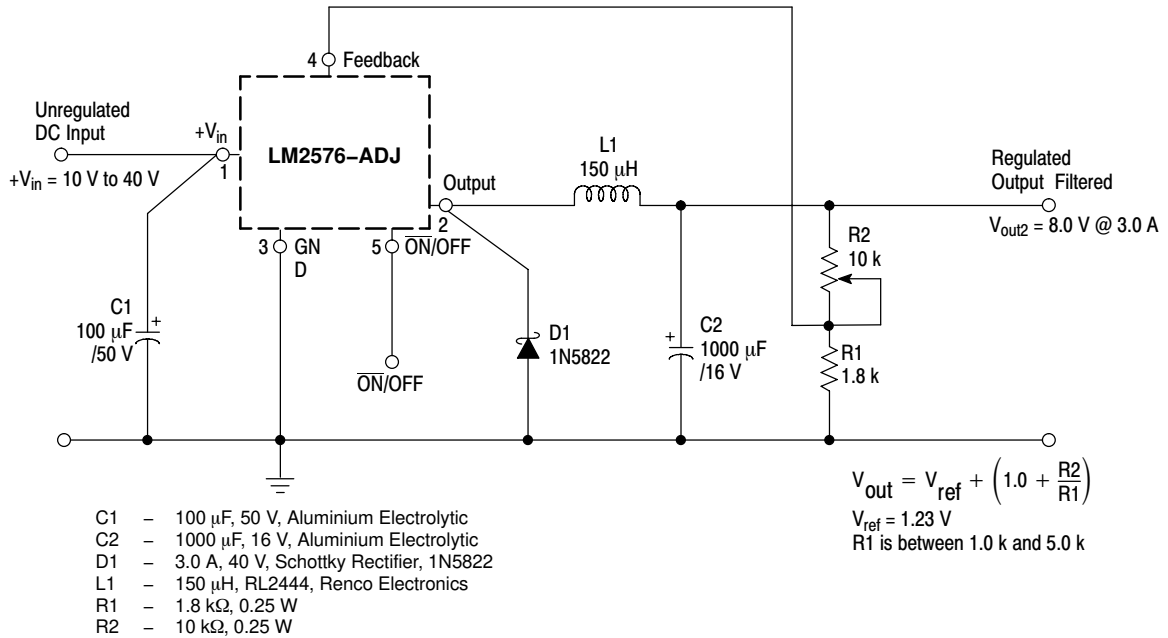 4
Feedback
Unregulated
DC Input
+Vin
1
+Vin = 10 V to 40 V
LM2576−ADJ
Output
2
L1
150 μH
Regulated
Output Filtered
Vout2 = 8.0 V @ 3.0 A
3
GN
D
5
ON/OFF
R2
10 k
C1
100 μF
/50 V
+
ON/OFF
D1
1N5822
+
C2
1000 μF
/16 V
R1
1.8 k
Vout = Vref + (1.0 + R2/R1)
Vref = 1.23 V
R1 is between 1.0 k and 5.0 k
C1 – 100 μF, 50 V, Aluminium Electrolytic
C2 – 1000 μF, 16 V, Aluminium Electrolytic
D1 – 3.0 A, 40 V, Schottky Rectifier, 1N5822
L1 – 150 μH, RL2444, Renco Electronics
R1 – 1.8 kΩ, 0.25 W
R2 – 10 kΩ, 0.25 W